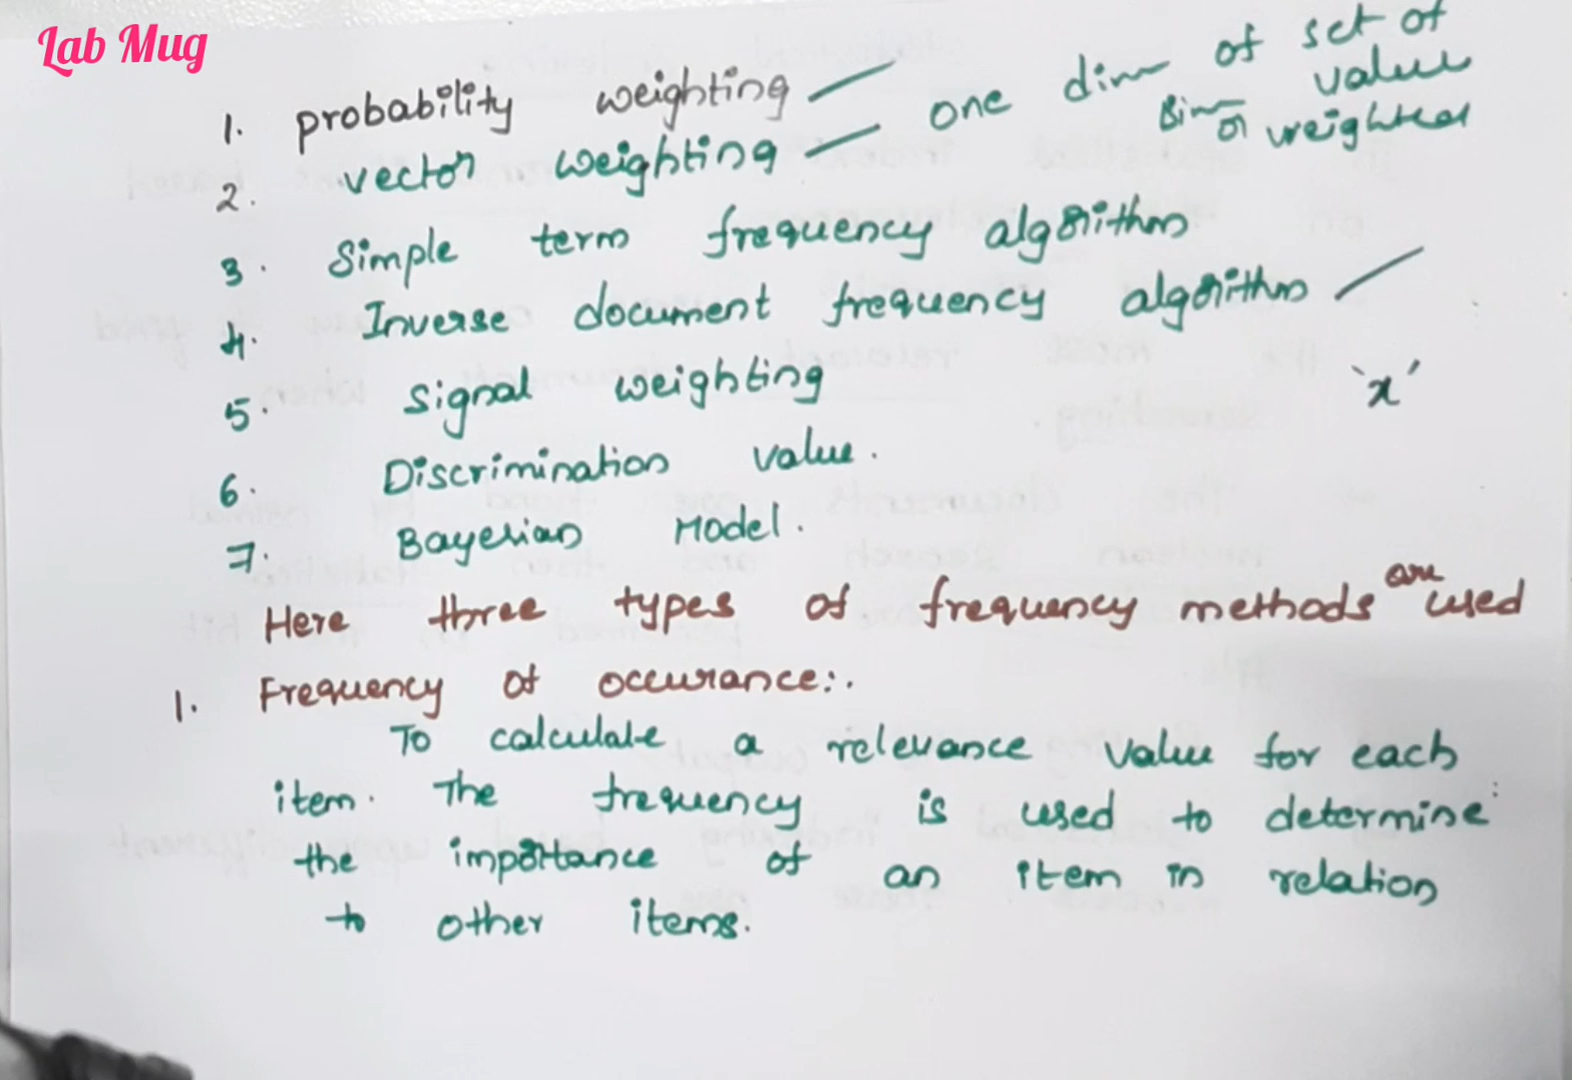 Lab Mug
1. probability weighting
2. vector weighting — one dim of set of value
Bin or weighted
3. Simple term frequency algorithm
4. Inverse document frequency algorithm
5. signal weighting 'x'
6. Discrimination value.
7. Bayesian Model.
Here three types of frequency methods are used
1. Frequency of occurance:.
To calculate a relevance value for each
item. The frequency is used to determine
the importance of an item in relation
to other items.